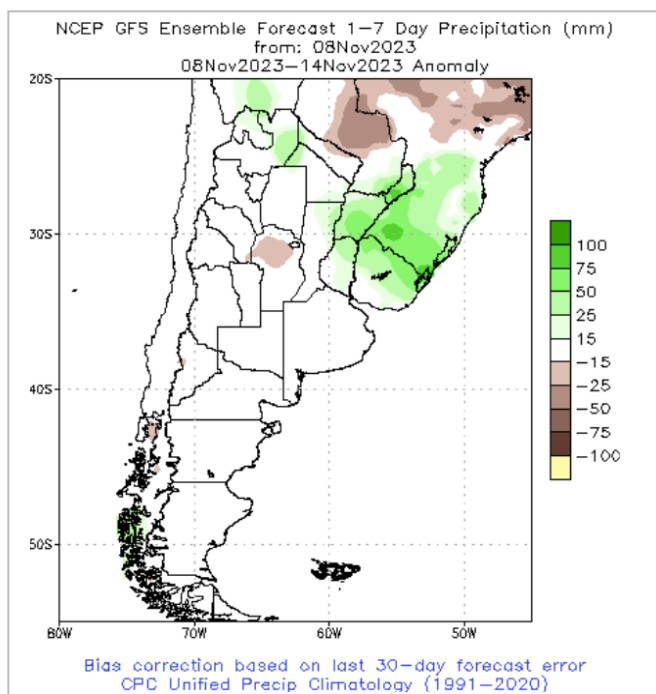 NCEP GFS Ensemble Forecast 1-7 Day Precipitation (mm)
from: 08Nov2023
08Nov2023-14Nov2023 Anomaly
20S
30S
40S
50S
80W
70W
60W
50W
100
75
50
25
15
-15
-25
-50
-75
-100
Bias correction based on last 30-day forecast error
CPC Unified Precip Climatology (1991-2020)